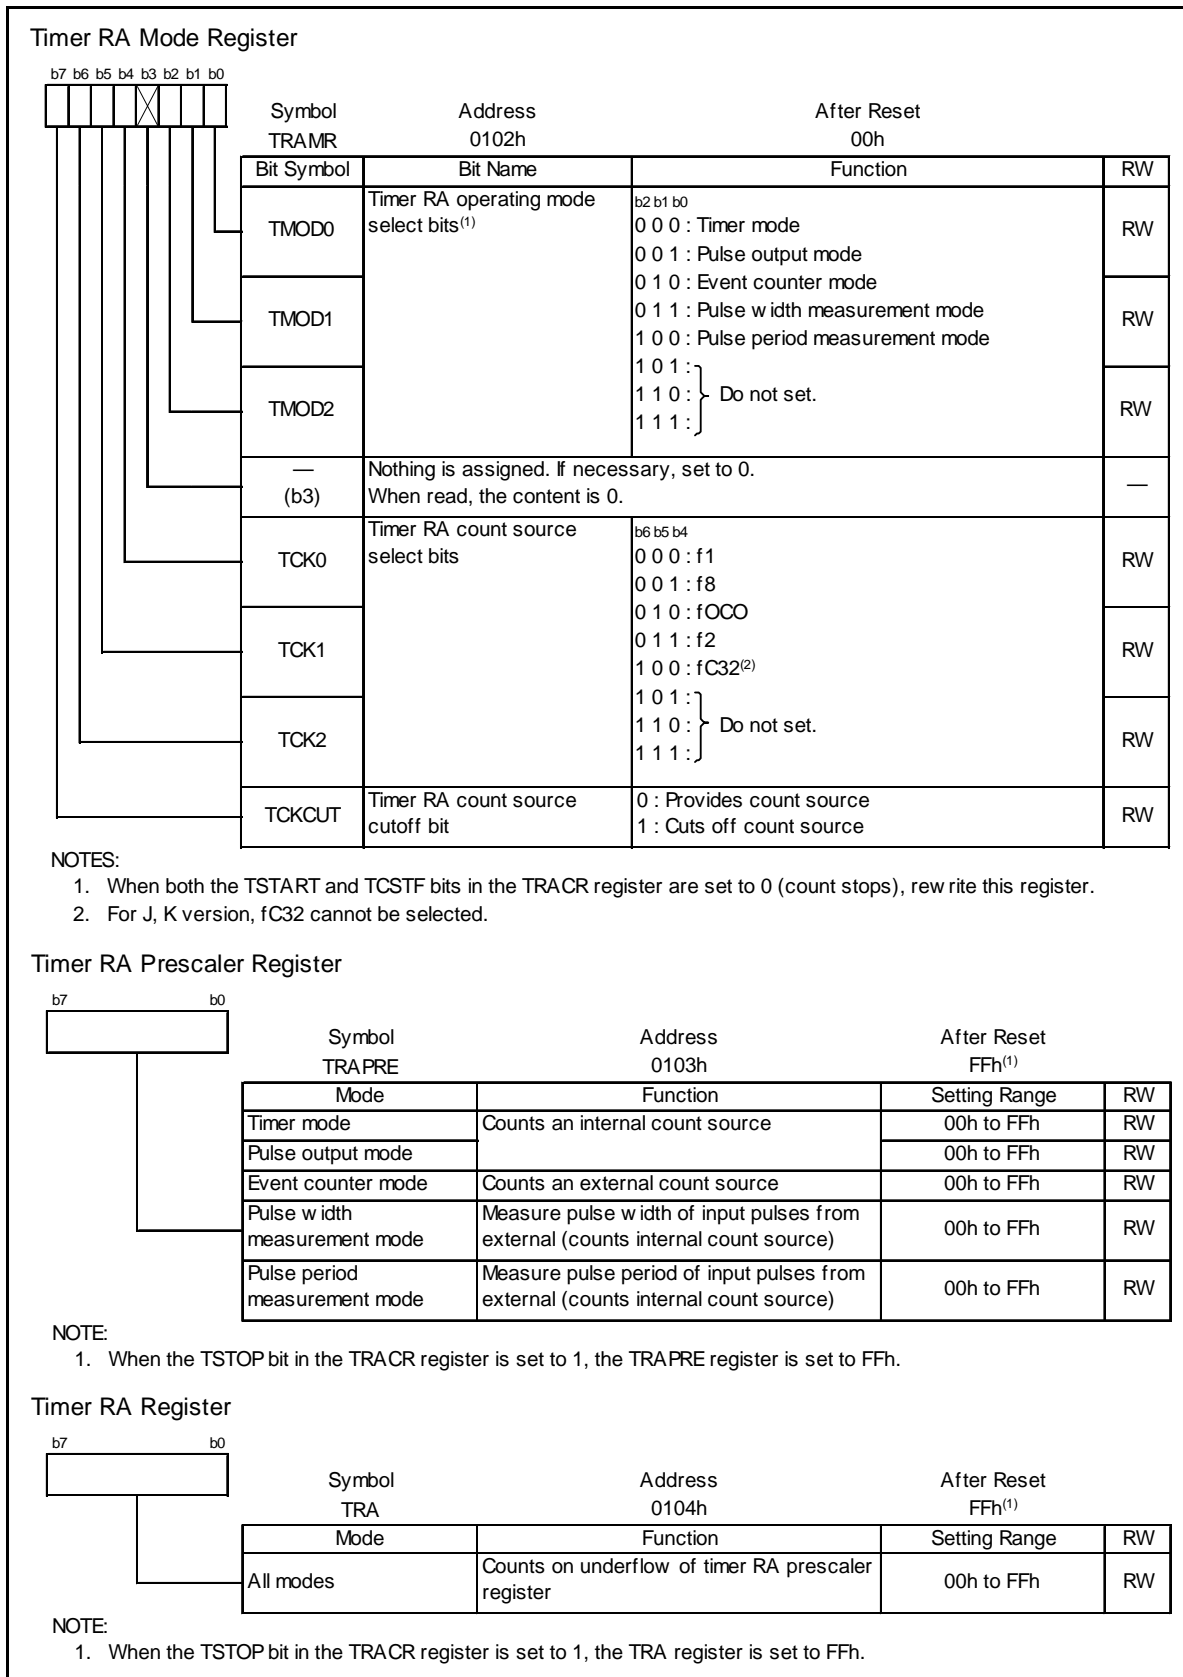 Timer RA Mode Register
b7 b6 b5 b4 b3 b2 b1 b0
Symbol Address After Reset
TRAMR 0102h 00h
Bit Symbol Bit Name Function RW
TMOD0 Timer RA operating mode select bits(1) b2 b1 b0 RW
0 0 0 : Timer mode
0 0 1 : Pulse output mode
0 1 0 : Event counter mode
TMOD1 0 1 1 : Pulse width measurement mode RW
1 0 0 : Pulse period measurement mode
1 0 1 :
TMOD2 1 1 0 : Do not set. RW
1 1 1 :
— (b3) Nothing is assigned. If necessary, set to 0. —
When read, the content is 0.
TCK0 Timer RA count source select bits b6 b5 b4 RW
0 0 0 : f1
0 0 1 : f8
0 1 0 : fOCO
TCK1 0 1 1 : f2 RW
1 0 0 : fC32(2)
1 0 1 :
TCK2 1 1 0 : Do not set. RW
1 1 1 :
TCKCUT Timer RA count source cutoff bit 0 : Provides count source RW
1 : Cuts off count source
NOTES:
1. When both the TSTART and TCSTF bits in the TRACR register are set to 0 (count stops), rewrite this register.
2. For J, K version, fC32 cannot be selected.
Timer RA Prescaler Register
b7 b0
Symbol Address After Reset
TRAPRE 0103h FFh(1)
Mode Function Setting Range RW
Timer mode Counts an internal count source 00h to FFh RW
Pulse output mode 00h to FFh RW
Event counter mode Counts an external count source 00h to FFh RW
Pulse width measurement mode Measure pulse width of input pulses from external (counts internal count source) 00h to FFh RW
Pulse period measurement mode Measure pulse period of input pulses from external (counts internal count source) 00h to FFh RW
NOTE:
1. When the TSTOP bit in the TRACR register is set to 1, the TRAPRE register is set to FFh.
Timer RA Register
b7 b0
Symbol Address After Reset
TRA 0104h FFh(1)
Mode Function Setting Range RW
All modes Counts on underflow of timer RA prescaler register 00h to FFh RW
NOTE:
1. When the TSTOP bit in the TRACR register is set to 1, the TRA register is set to FFh.